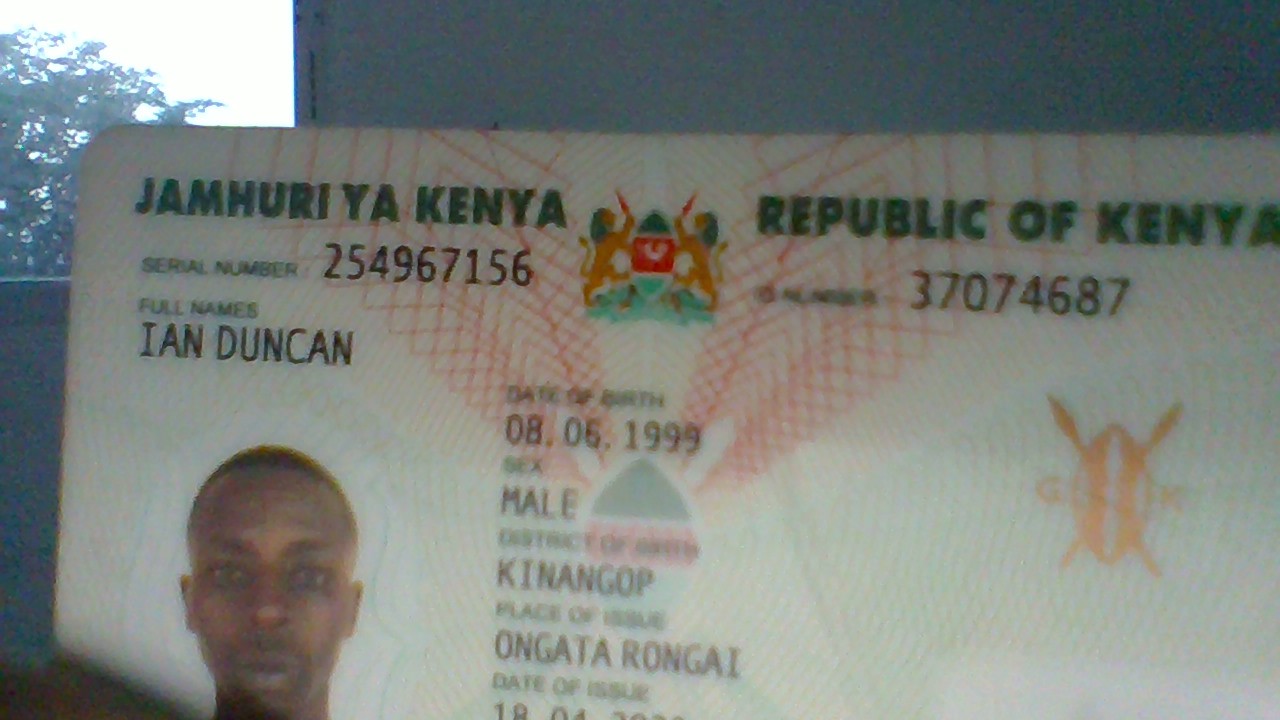 JAMHURI YA KENYA REPUBLIC OF KENYA
SERIAL NUMBER 254967156 ID NUMBER 37074687
FULL NAMES
IAN DUNCAN
DATE OF BIRTH
08.06.1999
SEX
MALE
DISTRICT OF BIRTH
KINANGOP
PLACE OF ISSUE
ONGATA RONGAI
DATE OF ISSUE
18.04.